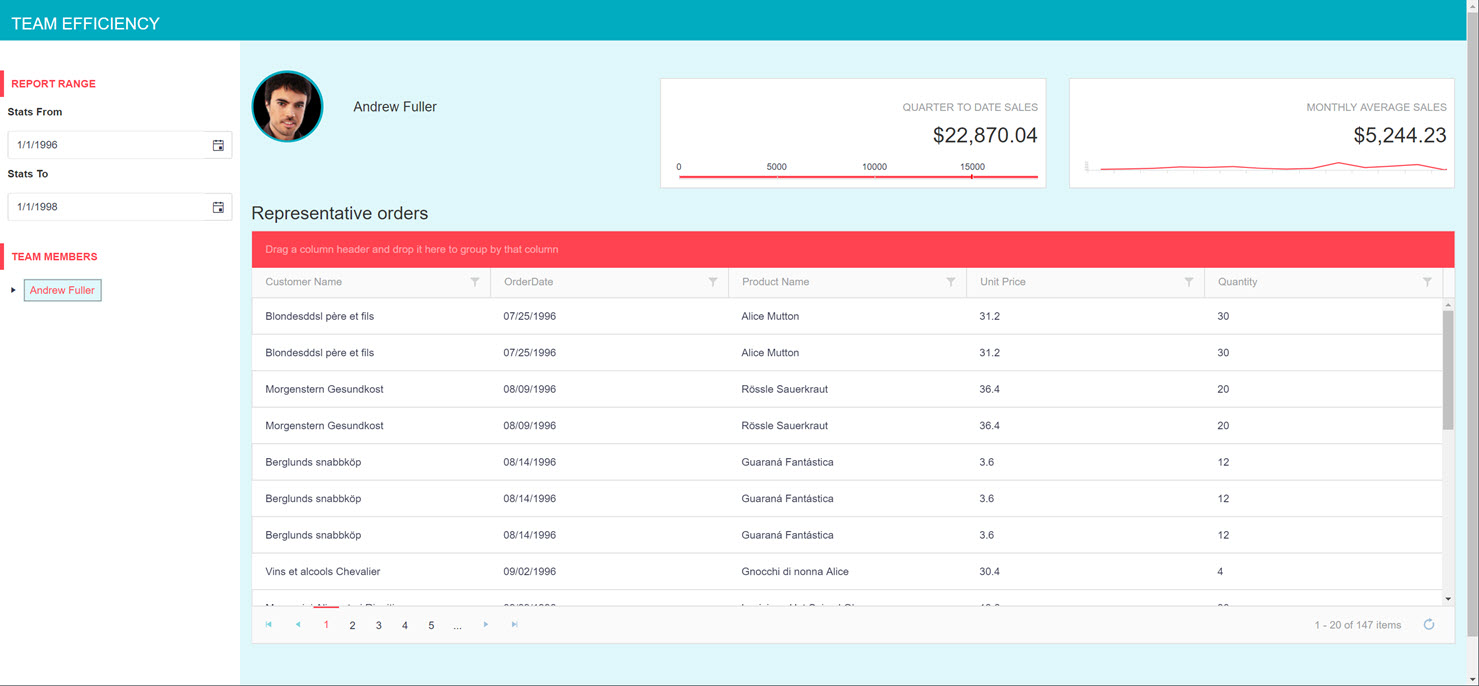 TEAM EFFICIENCY
REPORT RANGE
Stats From
1/1/1996
Stats To
1/1/1998
TEAM MEMBERS
Andrew Fuller
Andrew Fuller
QUARTER TO DATE SALES
$22,870.04
0 5000 10000 15000
MONTHLY AVERAGE SALES
$5,244.23
Representative orders
Drag a column header and drop it here to group by that column
Customer Name OrderDate Product Name Unit Price Quantity
Blondesddsl père et fils 07/25/1996 Alice Mutton 31.2 30
Blondesddsl père et fils 07/25/1996 Alice Mutton 31.2 30
Morgenstern Gesundkost 08/09/1996 Rössle Sauerkraut 36.4 20
Morgenstern Gesundkost 08/09/1996 Rössle Sauerkraut 36.4 20
Berglunds snabbköp 08/14/1996 Guaraná Fantástica 3.6 12
Berglunds snabbköp 08/14/1996 Guaraná Fantástica 3.6 12
Berglunds snabbköp 08/14/1996 Guaraná Fantástica 3.6 12
Vins et alcools Chevalier 09/02/1996 Gnocchi di nonna Alice 30.4 4
1 2 3 4 5 ... 1 - 20 of 147 items